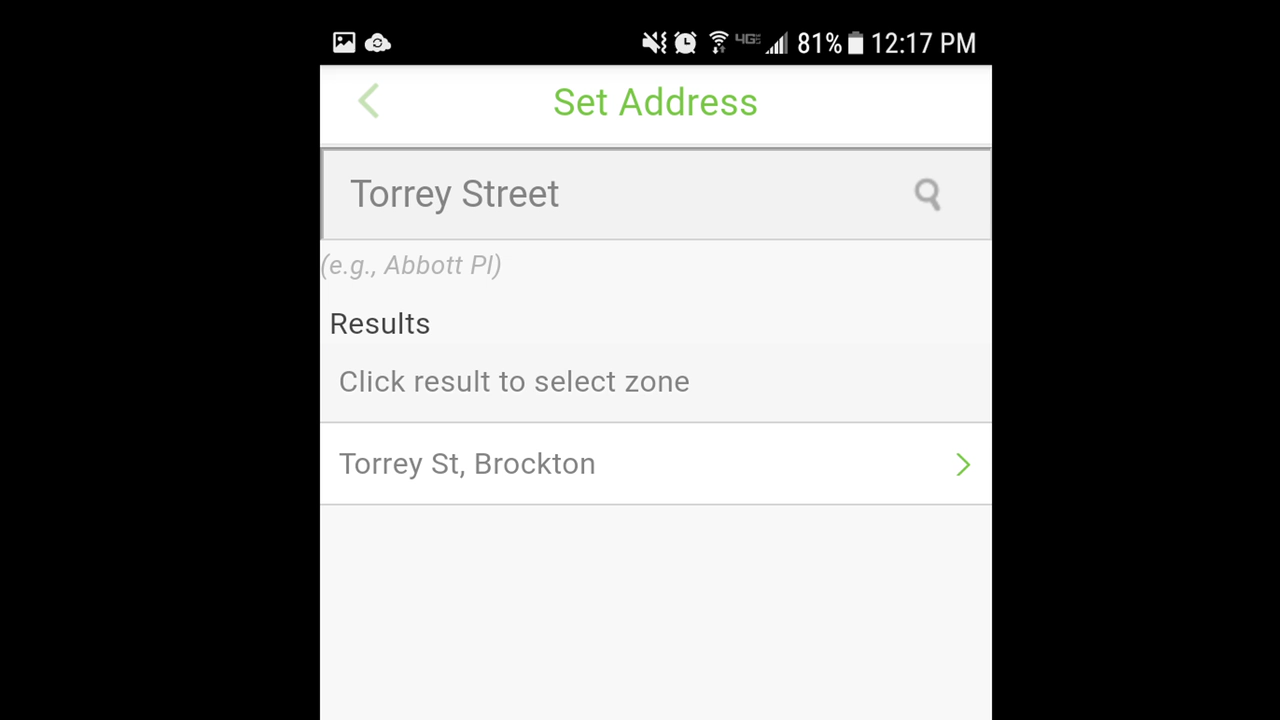 4G 81% 12:17 PM
Set Address
Torrey Street
(e.g., Abbott Pl)
Results
Click result to select zone
Torrey St, Brockton